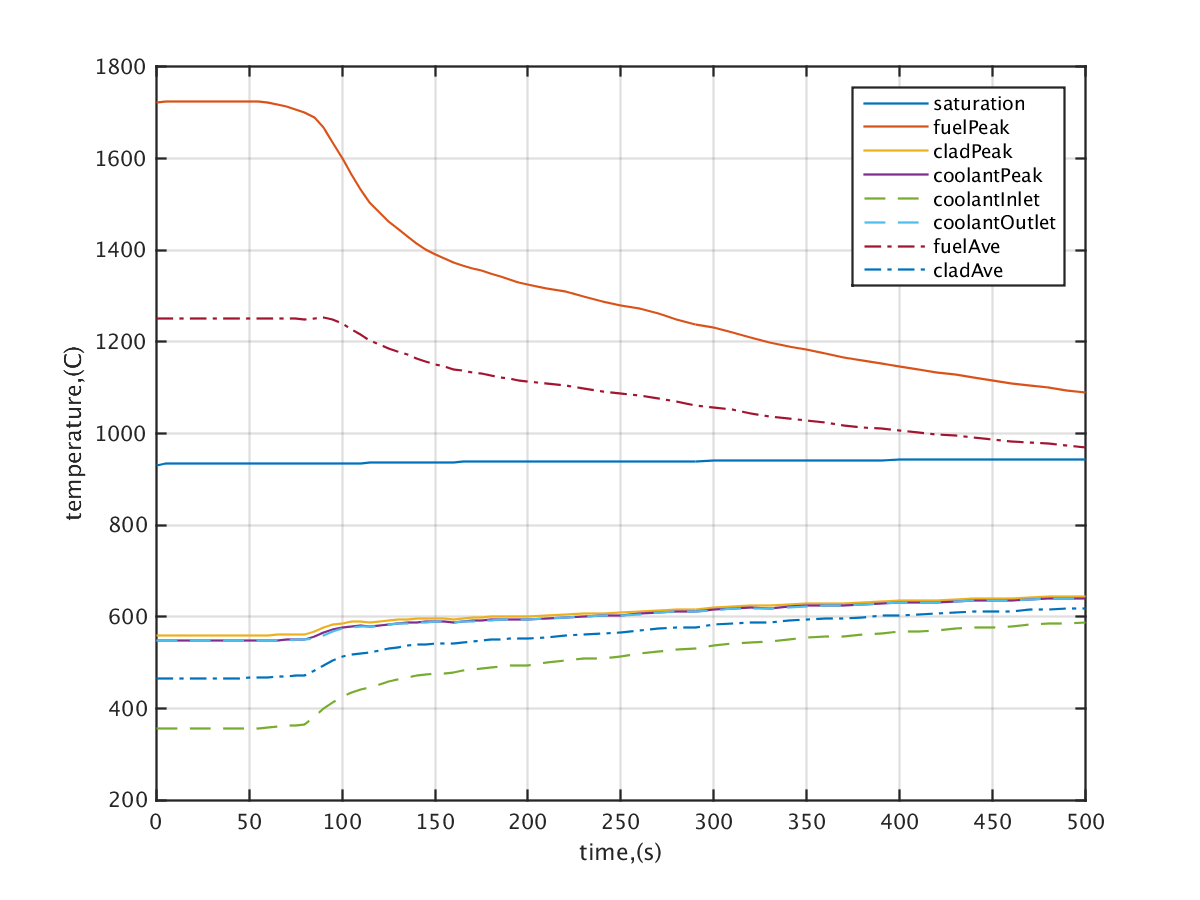 1800
1600
1400
1200
1000
800
600
400
200
temperature,(C)
saturation
fuelPeak
cladPeak
coolantPeak
coolantInlet
coolantOutlet
fuelAve
cladAve
0 50 100 150 200 250 300 350 400 450 500
time,(s)